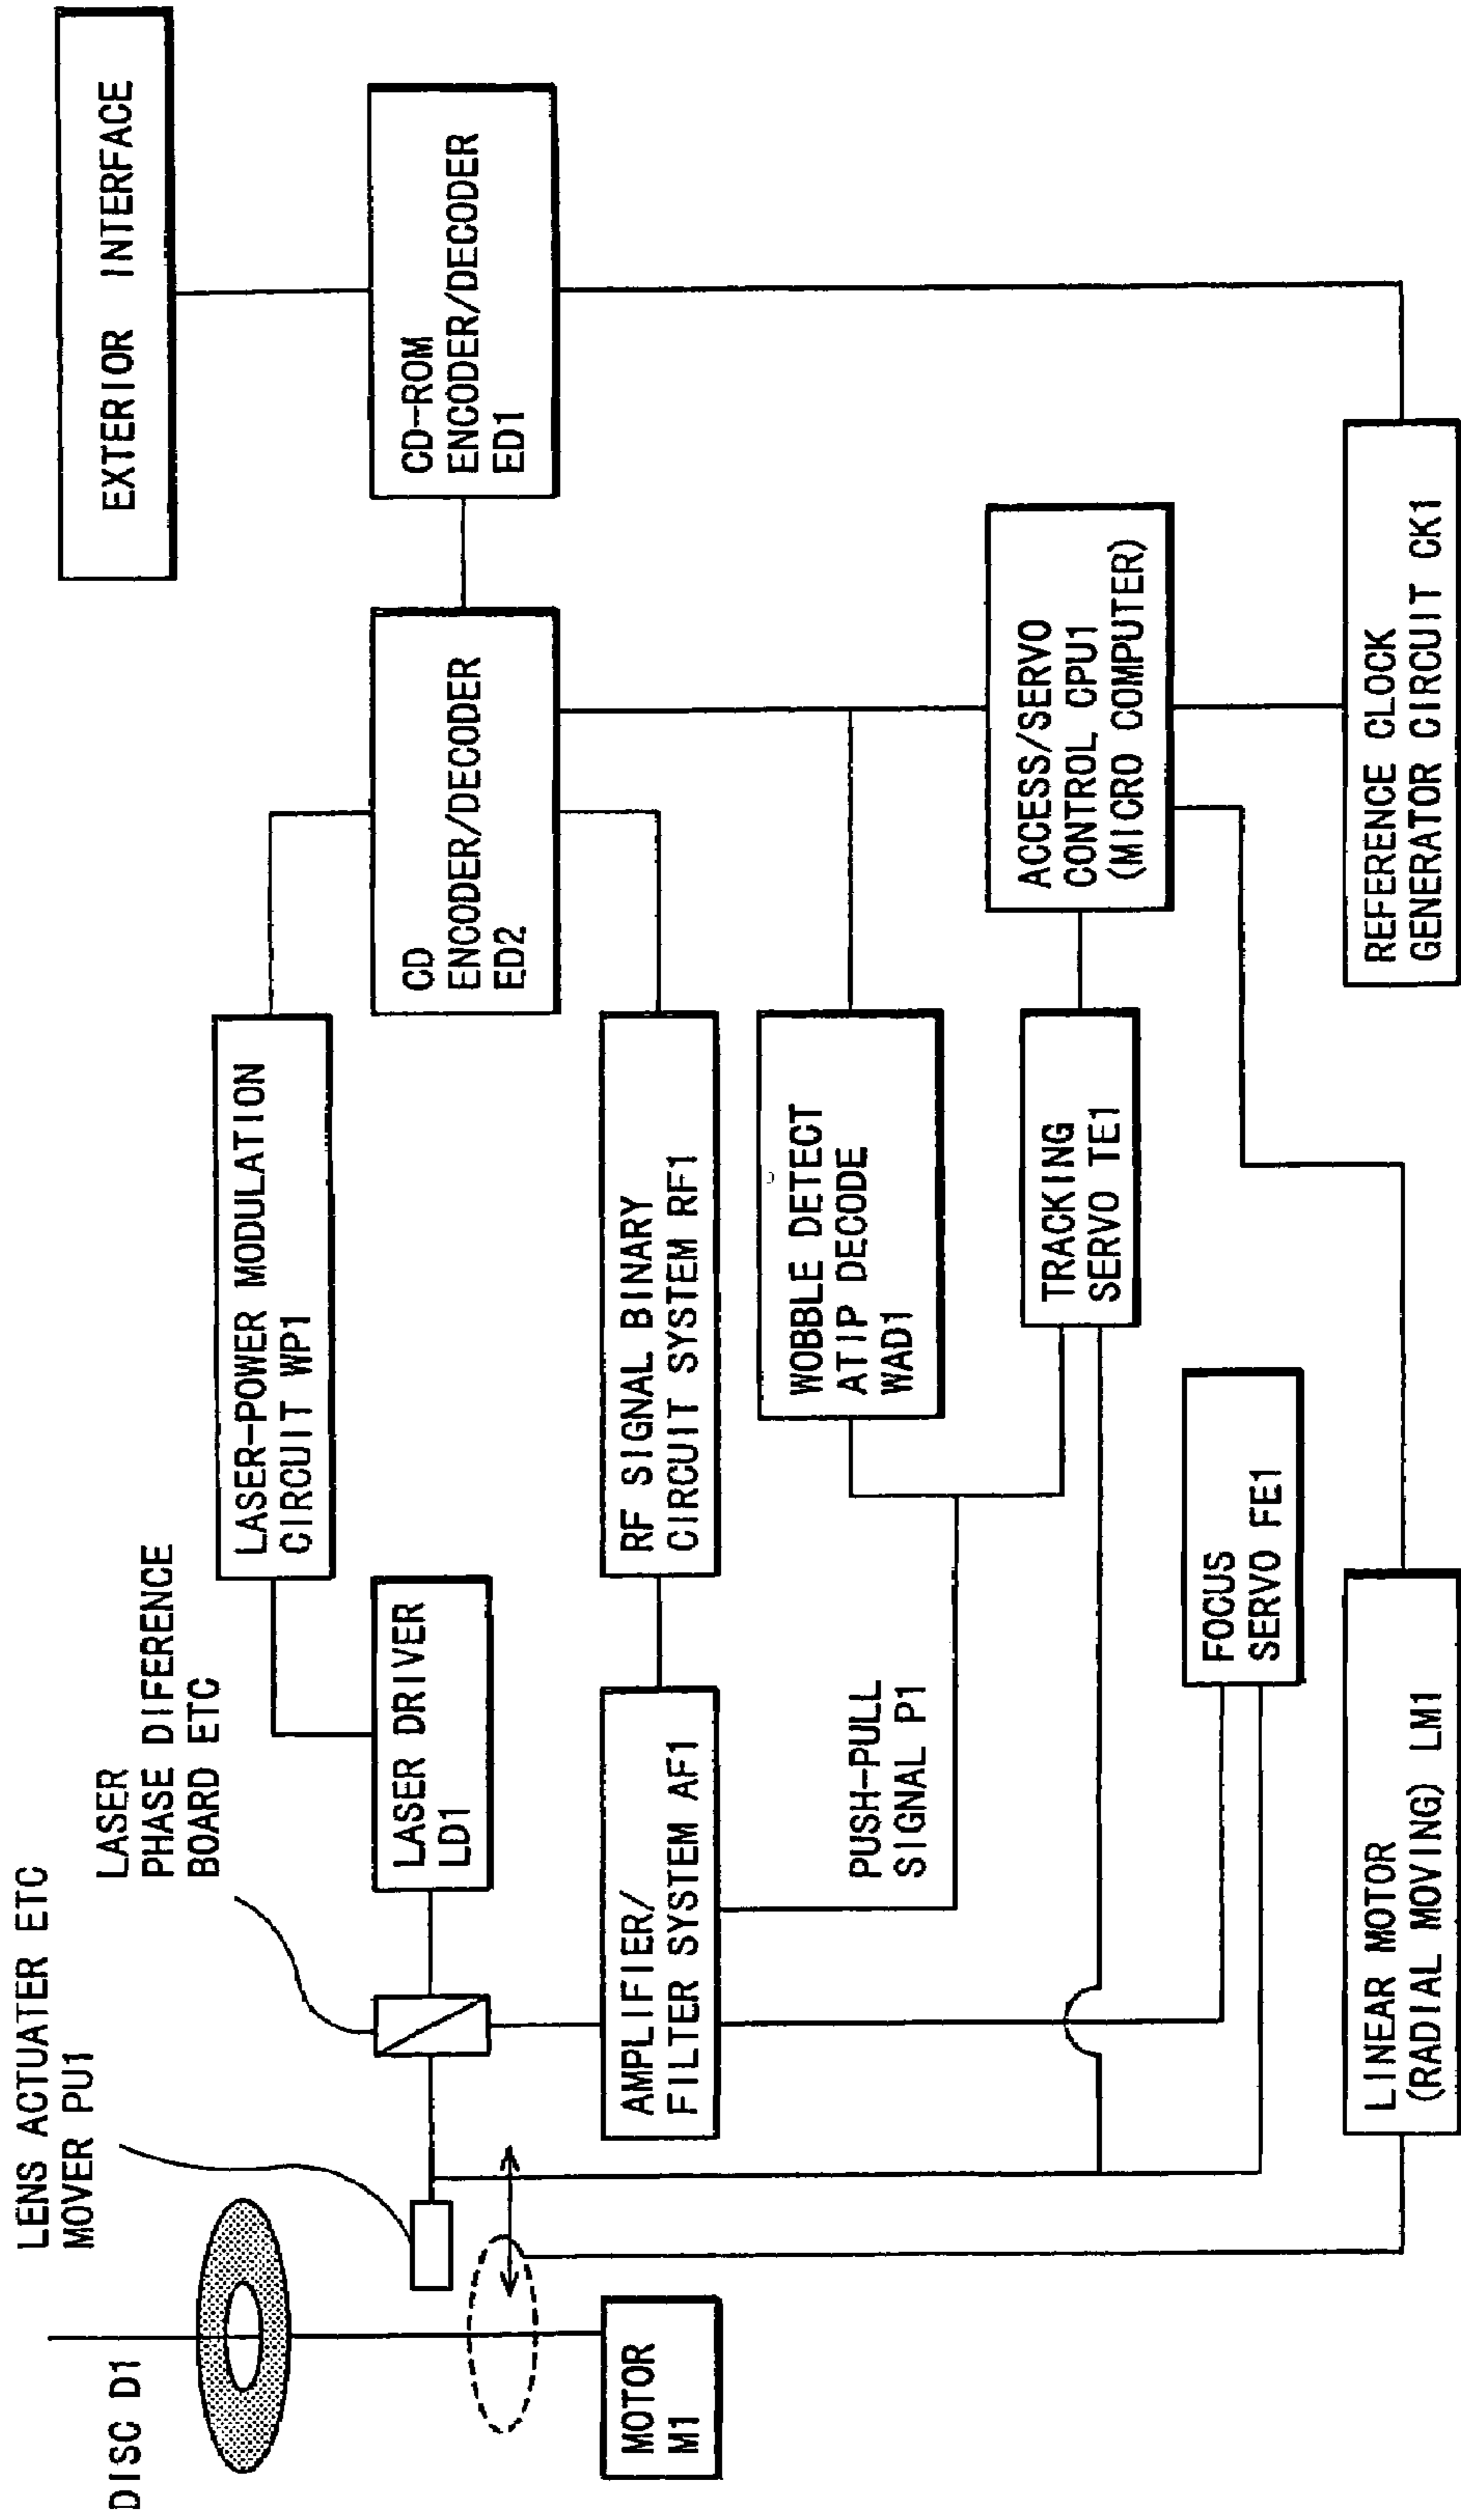 DISC D1
LENS ACTUATER ETC
MOVER PU1
LASER
PHASE DIFERENCE
BOARD ETC
LASER-POWER MODULATION
CIRCUIT WP1
EXTERIOR INTERFACE
LASER DRIVER
LD1
CD
ENCODER/DECODER
ED2
CD-ROM
ENCODER/DECODER
ED1
MOTOR
M1
AMPLIFIER/
FILTER SYSTEM AF1
RF SIGNAL BINARY
CIRCUIT SYSTEM RF1
PUSH-PULL
SIGNAL P1
WOBBLE DETECT
ATIP DECODE
WAD1
TRACKING
SERVO TE1
ACCESS/SERVO
CONTROL CPU1
(MICRO COMPUTER)
FOCUS
SERVO FE1
LINEAR MOTOR
(RADIAL MOVING) LM1
REFERENCE CLOCK
GENERATOR CIRCUIT CK1